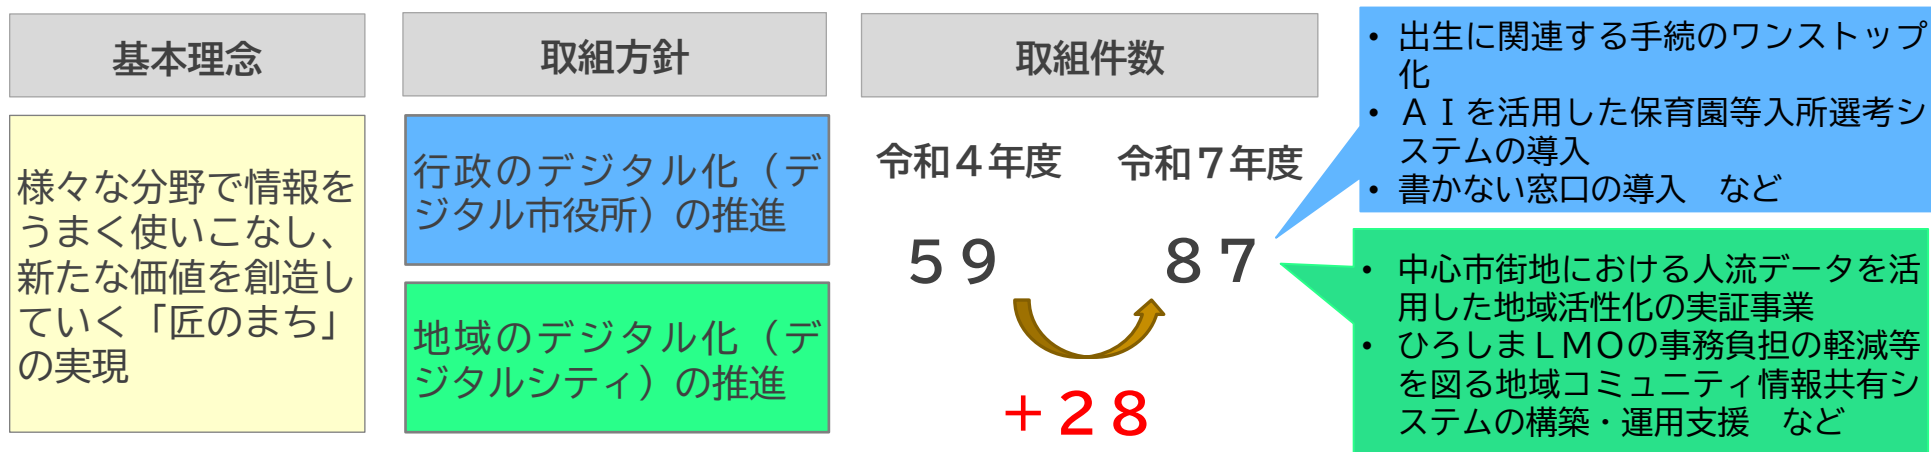 基本理念
様々な分野で情報を
うまく使いこなし、
新たな価値を創造し
ていく「匠のまち」
の実現
取組方針
行政のデジタル化（デ
ジタル市役所）の推進
地域のデジタル化（デ
ジタルシティ）の推進
取組件数
令和４年度　令和７年度
５９　８７
＋２８
• 出生に関連する手続のワンストップ
化
• ＡＩを活用した保育園等入所選考シ
ステムの導入
• 書かない窓口の導入　など
• 中心市街地における人流データを活
用した地域活性化の実証事業
• ひろしまＬＭＯの事務負担の軽減等
を図る地域コミュニティ情報共有シ
ステムの構築・運用支援　など